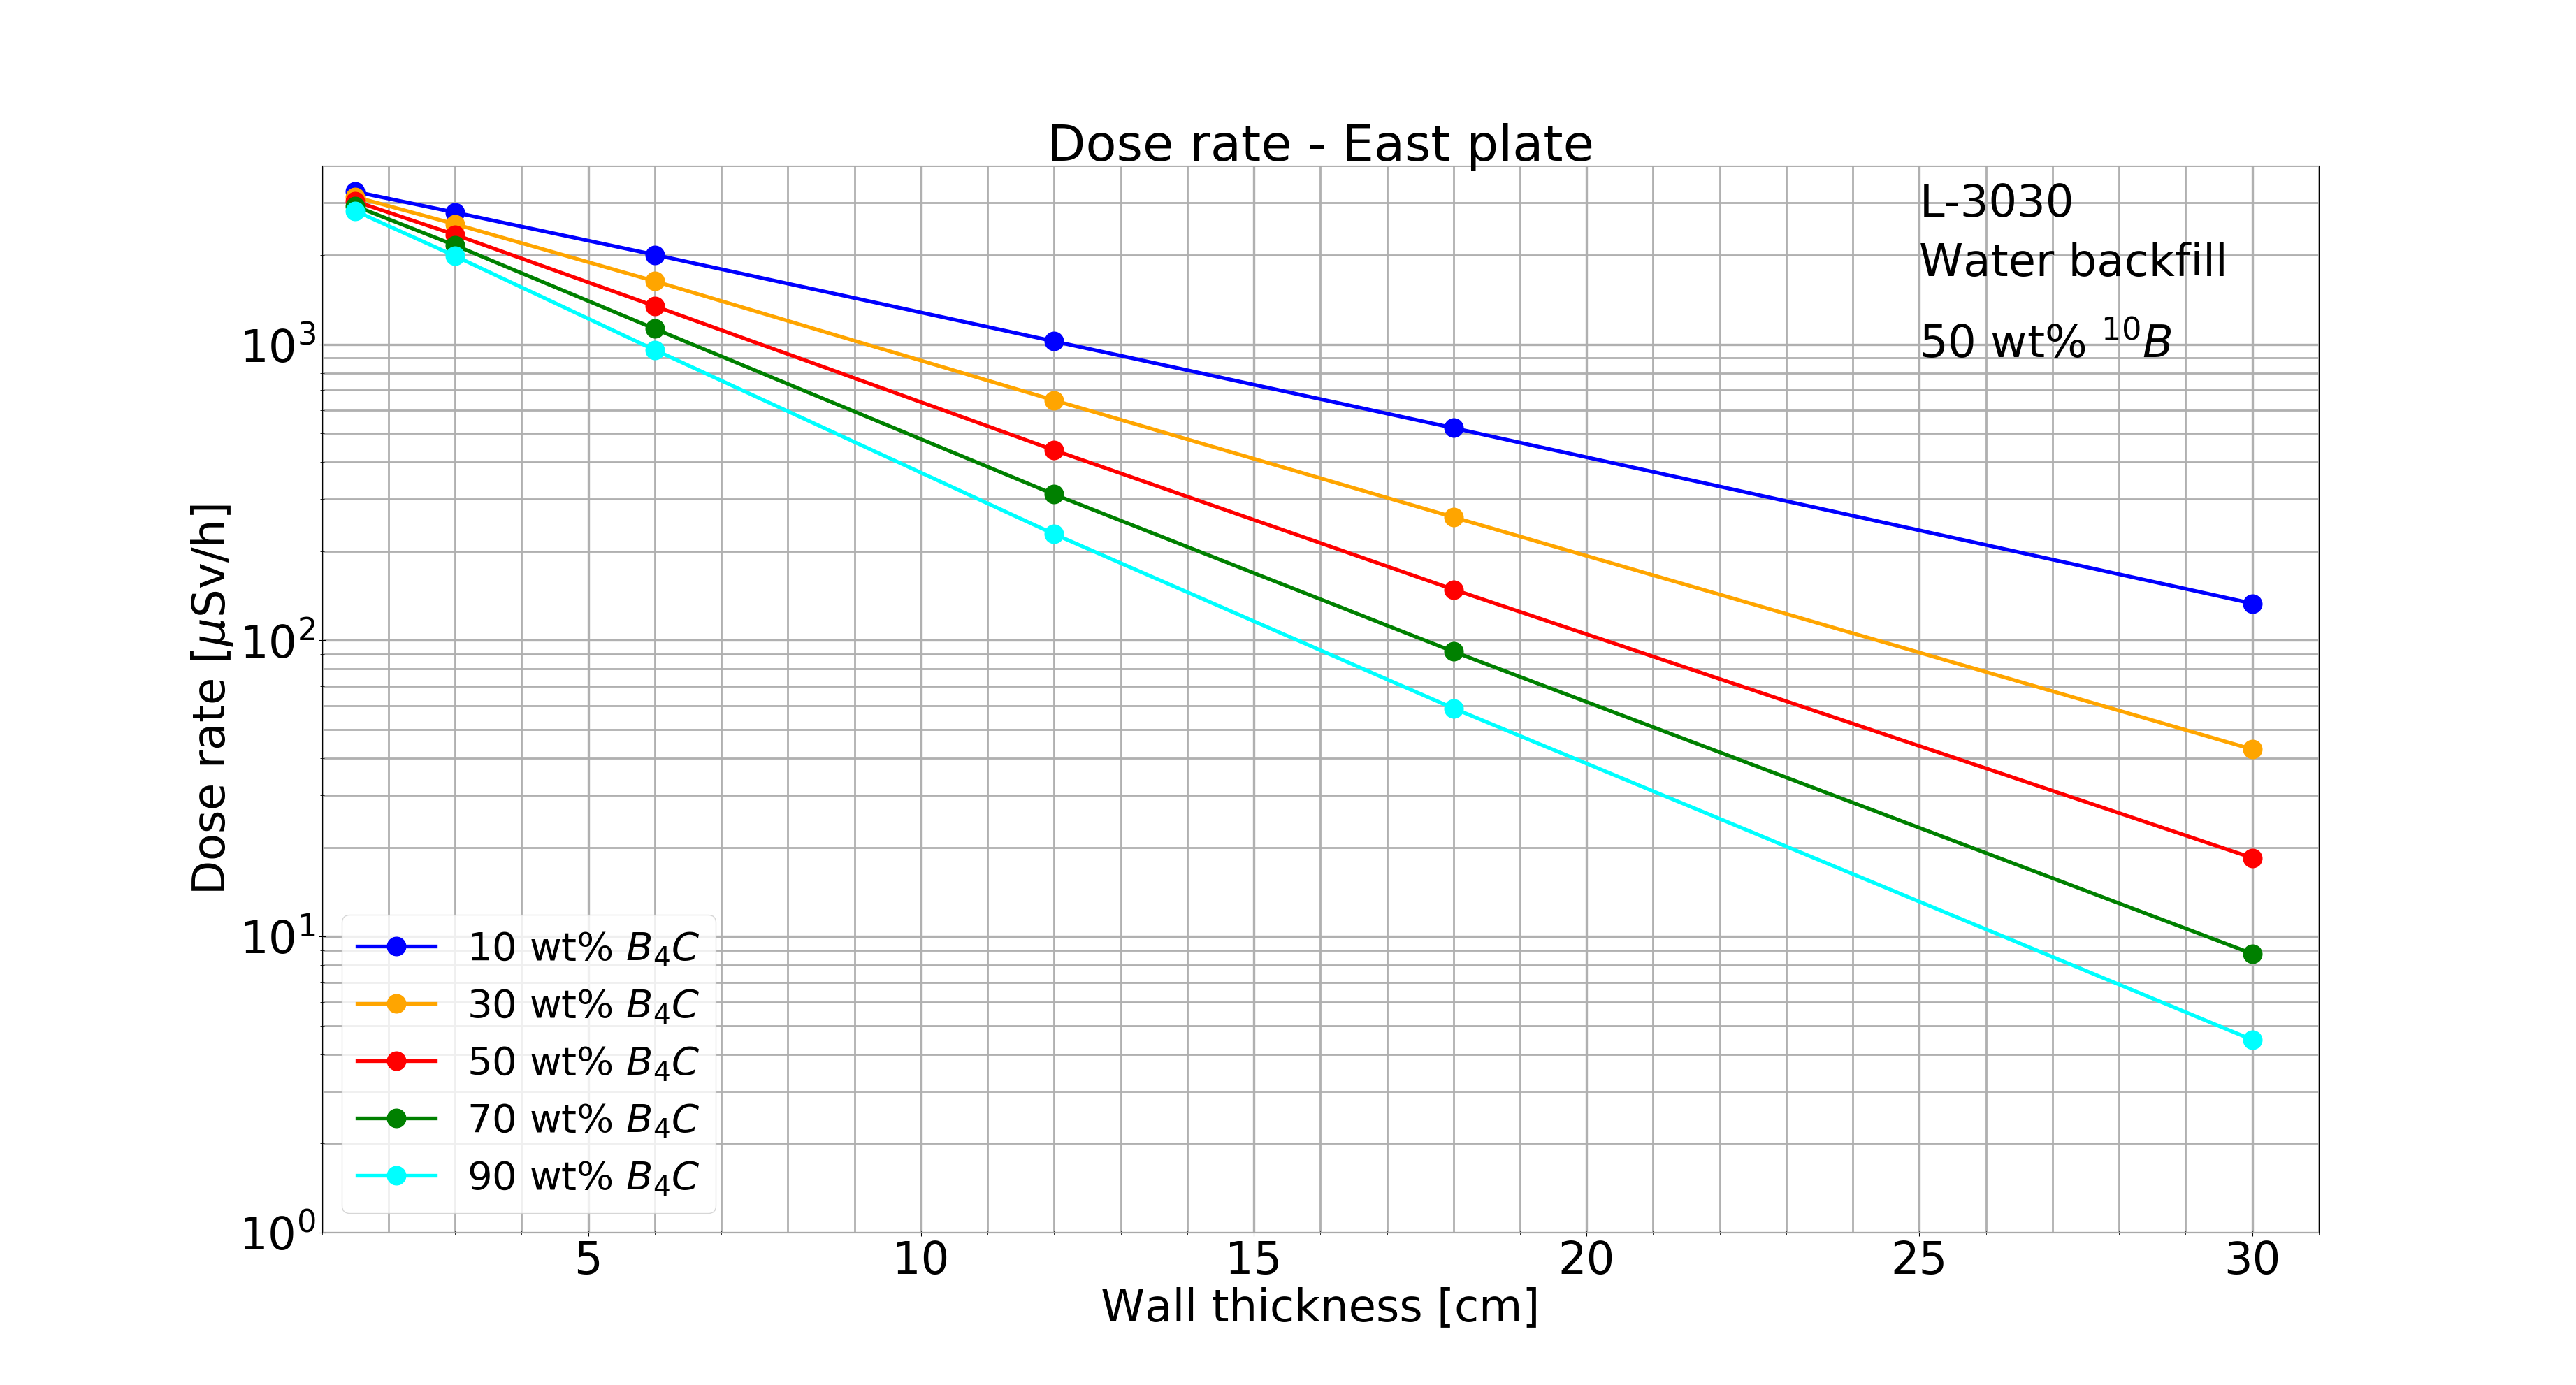 Dose rate - East plate
L-3030
Water backfill
50 wt% ¹⁰B
Dose rate [μSv/h]
10³
10²
10¹
10⁰
10 wt% B₄C
30 wt% B₄C
50 wt% B₄C
70 wt% B₄C
90 wt% B₄C
5 10 15 20 25 30
Wall thickness [cm]